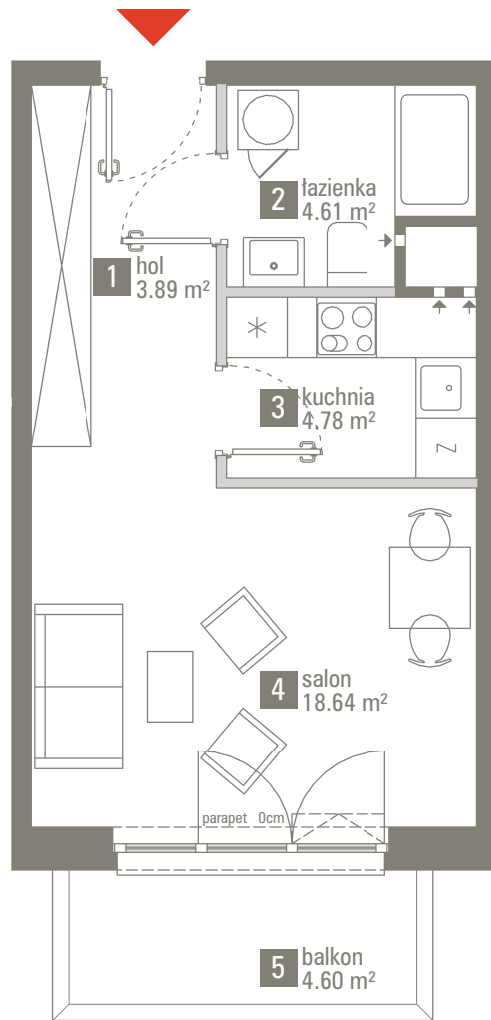 2 łazienka
4.61 m²
1 hol
3.89 m²
3 kuchnia
4.78 m²
Z
4 salon
18.64 m²
parapet 0cm
5 balkon
4.60 m²